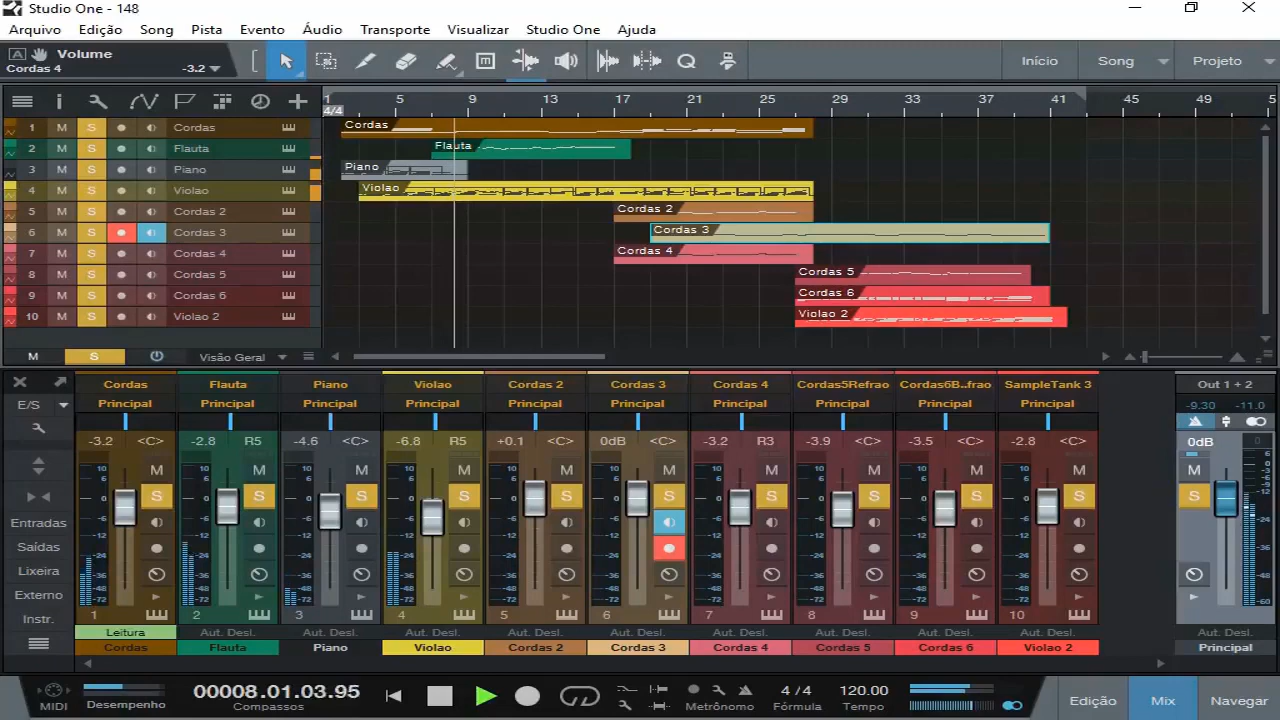 Studio One - 148
Arquivo Edição Song Pista Evento Áudio Transporte Visualizar Studio One Ajuda
A Volume
Cordas 4 -3.2
Início Song Projeto
1 5 9 13 17 21 25 29 33 37 41 45 49 5
4/4
1 M S Cordas
2 M S Flauta
3 M S Piano
4 M S Violao
5 M S Cordas 2
6 M S Cordas 3
7 M S Cordas 4
8 M S Cordas 5
9 M S Cordas 6
10 M S Violao 2
Cordas
Flauta
Piano
Violao
Cordas 2
Cordas 3
Cordas 4
Cordas 5
Cordas 6
Violao 2
M S Visão Geral
Cordas Flauta Piano Violao Cordas 2 Cordas 3 Cordas 4 Cordas5Refrao Cordas6B..frao SampleTank 3 Out 1 + 2
E/S Principal Principal Principal Principal Principal Principal Principal Principal Principal Principal -9.30 -11.0
-3.2 <C> -2.8 R5 -4.6 <C> -6.8 R5 +0.1 <C> 0dB <C> -3.2 R3 -3.9 <C> -3.5 <C> -2.8 <C> 0dB
M M M M M M M M M M M
S S S S S S S S S S S
Entradas
Saídas
Lixeira
Externo
Instr.
1 2 3 4 5 6 7 8 9 10
Leitura Aut. Desl. Aut. Desl. Aut. Desl. Aut. Desl. Aut. Desl. Aut. Desl. Aut. Desl. Aut. Desl. Aut. Desl. Aut. Desl.
Cordas Flauta Piano Violao Cordas 2 Cordas 3 Cordas 4 Cordas 5 Cordas 6 Violao 2 Principal
MIDI Desempenho 00008.01.03.95 Compassos Metrônomo 4 / 4 Fórmula 120.00 Tempo Edição Mix Navegar